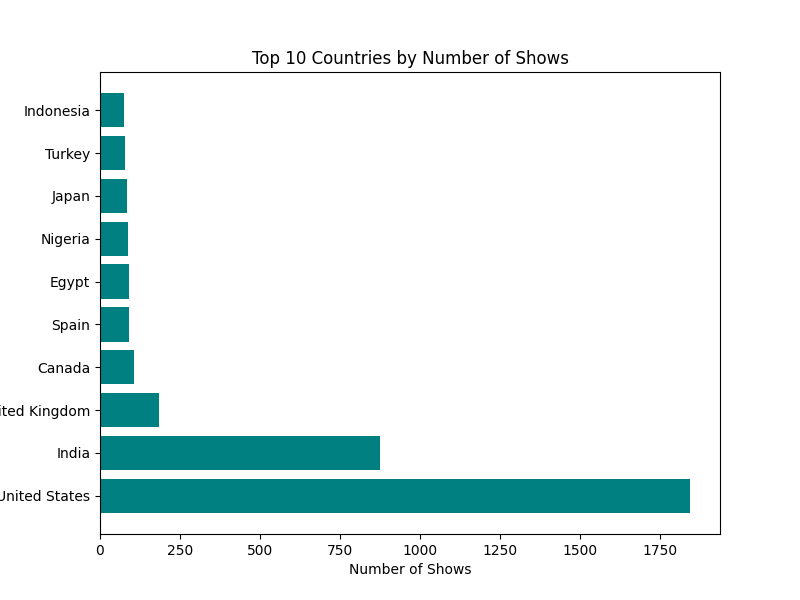 Top 10 Countries by Number of Shows
Indonesia
Turkey
Japan
Nigeria
Egypt
Spain
Canada
ited Kingdom
India
United States
0 250 500 750 1000 1250 1500 1750
Number of Shows